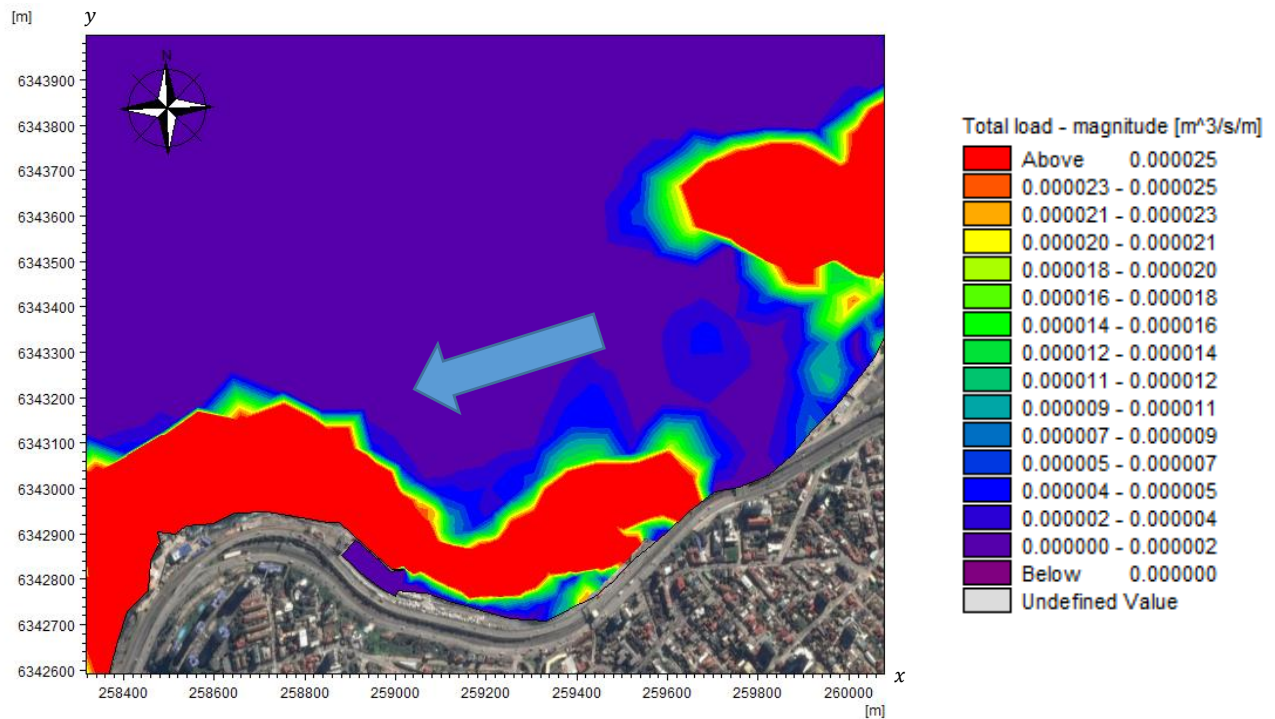 [m]
y
N
6343900
6343800
6343700
6343600
6343500
6343400
6343300
6343200
6343100
6343000
6342900
6342800
6342700
6342600
258400 258600 258800 259000 259200 259400 259600 259800 260000
x
[m]
Total load - magnitude [m^3/s/m]
Above 0.000025
0.000023 - 0.000025
0.000021 - 0.000023
0.000020 - 0.000021
0.000018 - 0.000020
0.000016 - 0.000018
0.000014 - 0.000016
0.000012 - 0.000014
0.000011 - 0.000012
0.000009 - 0.000011
0.000007 - 0.000009
0.000005 - 0.000007
0.000004 - 0.000005
0.000002 - 0.000004
0.000000 - 0.000002
Below 0.000000
Undefined Value